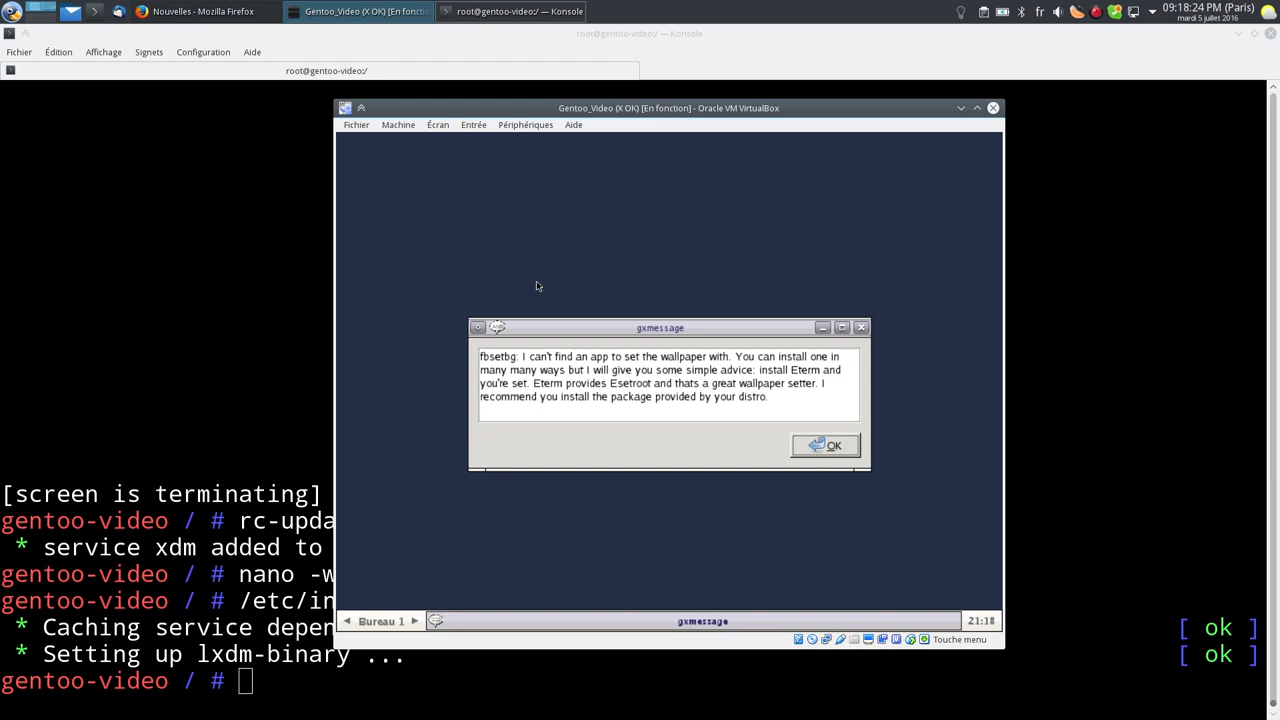 Nouvelles - Mozilla Firefox
Gentoo_Video (X OK) [En foncti
root@gentoo-video:/ — Konsole
fr
09:18:24 PM (Paris)
mardi 5 juillet 2016
root@gentoo-video:/ — Konsole
Fichier Édition Affichage Signets Configuration Aide
root@gentoo-video:/
Gentoo_Video (X OK) [En fonction] - Oracle VM VirtualBox
Fichier Machine Écran Entrée Périphériques Aide
gxmessage
fbsetbg: I can't find an app to set the wallpaper with. You can install one in
many many ways but I will give you some simple advice: install Eterm and
you're set. Eterm provides Esetroot and thats a great wallpaper setter. I
recommend you install the package provided by your distro.
OK
[screen is terminating]
gentoo-video / # rc-upda
* service xdm added to
gentoo-video / # nano -w
gentoo-video / # /etc/in
* Caching service depen [ ok ]
* Setting up lxdm-binary ... [ ok ]
gentoo-video / #
Bureau 1
gxmessage
21:18
Touche menu